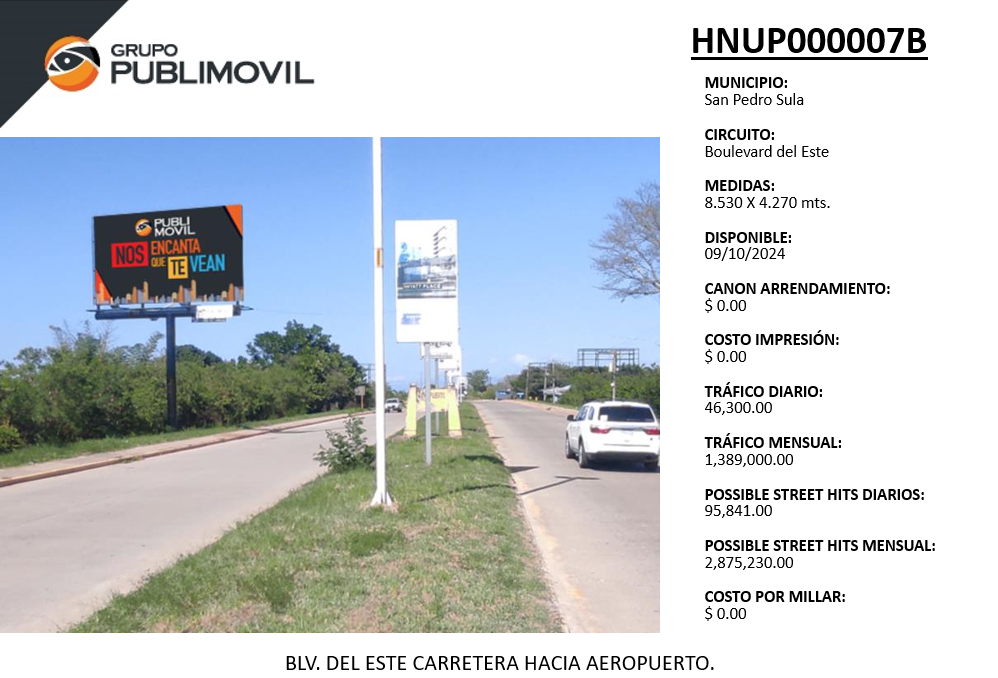 GRUPO
PUBLIMOVIL
HNUP000007B
MUNICIPIO:
San Pedro Sula
CIRCUITO:
Boulevard del Este
MEDIDAS:
8.530 X 4.270 mts.
DISPONIBLE:
09/10/2024
CANON ARRENDAMIENTO:
$ 0.00
COSTO IMPRESIÓN:
$ 0.00
TRÁFICO DIARIO:
46,300.00
TRÁFICO MENSUAL:
1,389,000.00
POSSIBLE STREET HITS DIARIOS:
95,841.00
POSSIBLE STREET HITS MENSUAL:
2,875,230.00
COSTO POR MILLAR:
$ 0.00
PUBLI
MOVIL
NOS ENCANTA
QUE TE VEAN
HYATT PLACE
BLV. DEL ESTE CARRETERA HACIA AEROPUERTO.